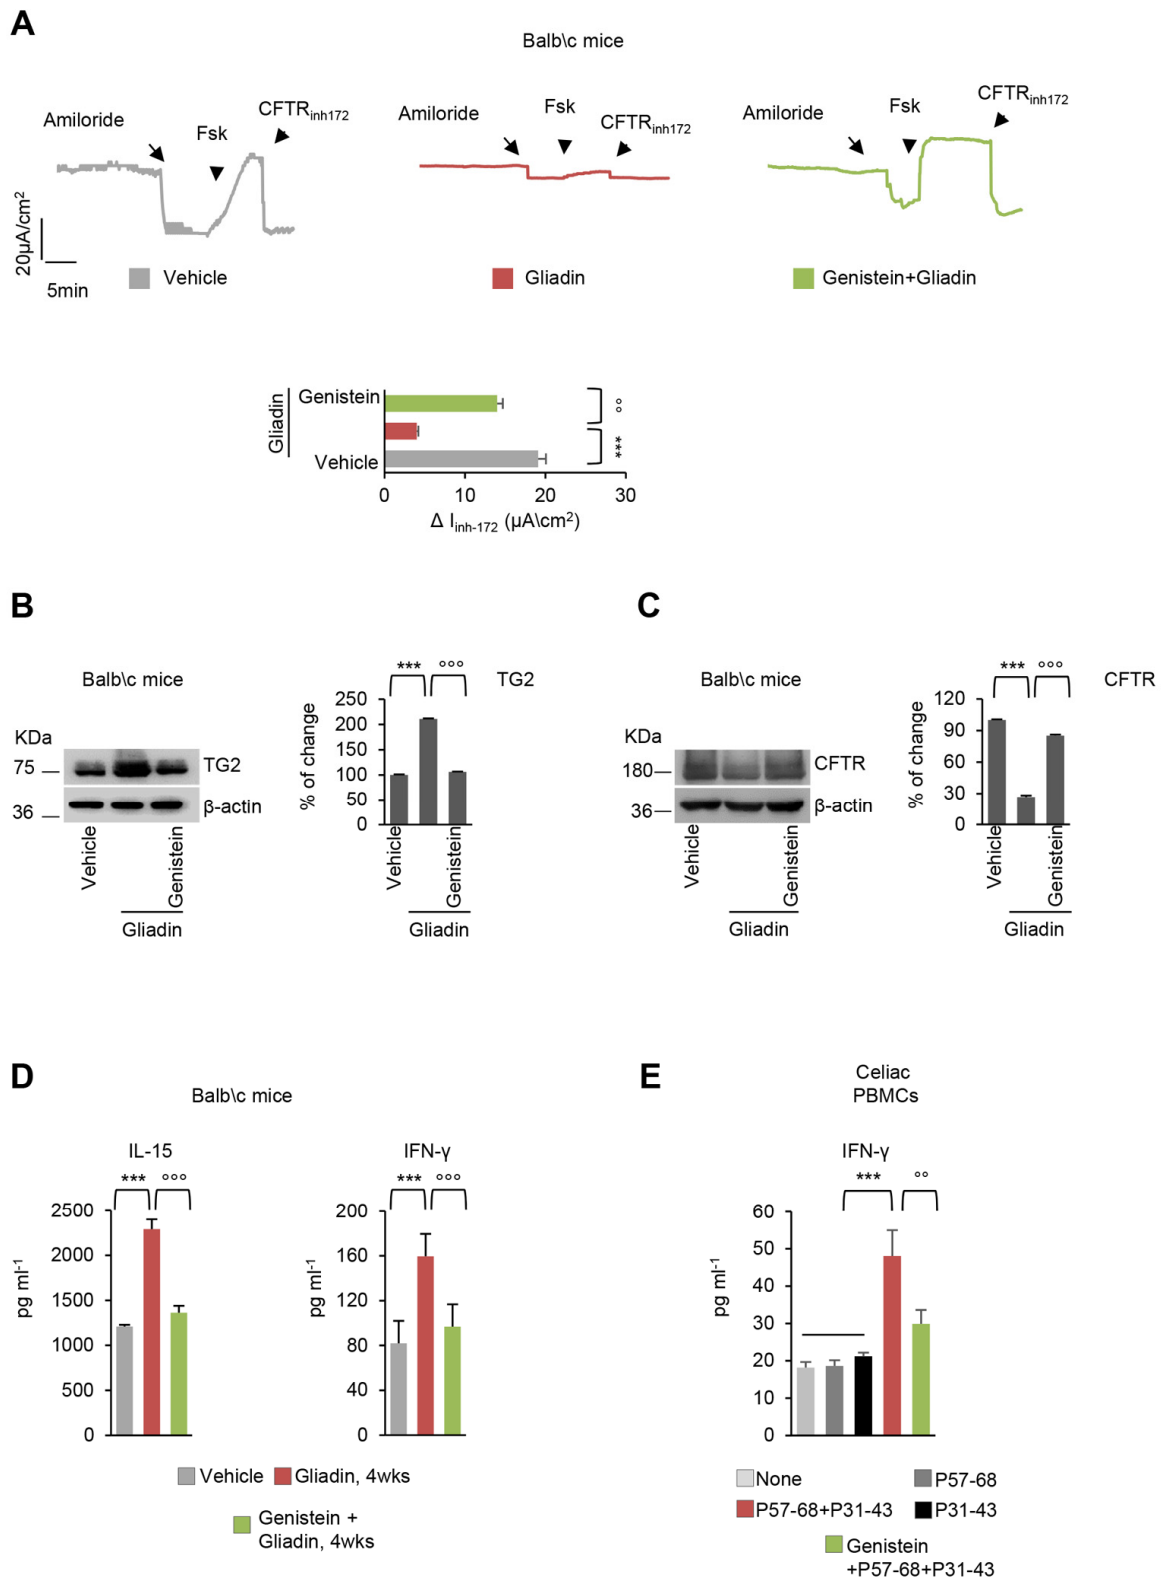 A
Balb\c mice
Amiloride
Fsk
CFTRinh172
Amiloride
Fsk
CFTRinh172
Amiloride
Fsk
CFTRinh172
20µA/cm2
5min
Vehicle
Gliadin
Genistein+Gliadin
Gliadin
Genistein
Vehicle
°°
***
0 10 20 30
Δ Iinh-172 (µA\cm2)
B
Balb\c mice
KDa
75
TG2
36
β-actin
Vehicle
Genistein
Gliadin
*** °°°
TG2
% of change
250
200
150
100
50
0
Vehicle
Genistein
Gliadin
C
Balb\c mice
KDa
180
CFTR
36
β-actin
Vehicle
Genistein
Gliadin
*** °°°
CFTR
% of change
120
90
60
30
0
Vehicle
Genistein
Gliadin
D
Balb\c mice
IL-15
*** °°°
pg ml-1
2500
2000
1500
1000
500
0
IFN-γ
*** °°°
pg ml-1
200
160
120
80
40
0
Vehicle
Gliadin, 4wks
Genistein +
Gliadin, 4wks
E
Celiac
PBMCs
IFN-γ
*** °°
pg ml-1
60
50
40
30
20
10
0
None
P57-68
P57-68+P31-43
P31-43
Genistein
+P57-68+P31-43